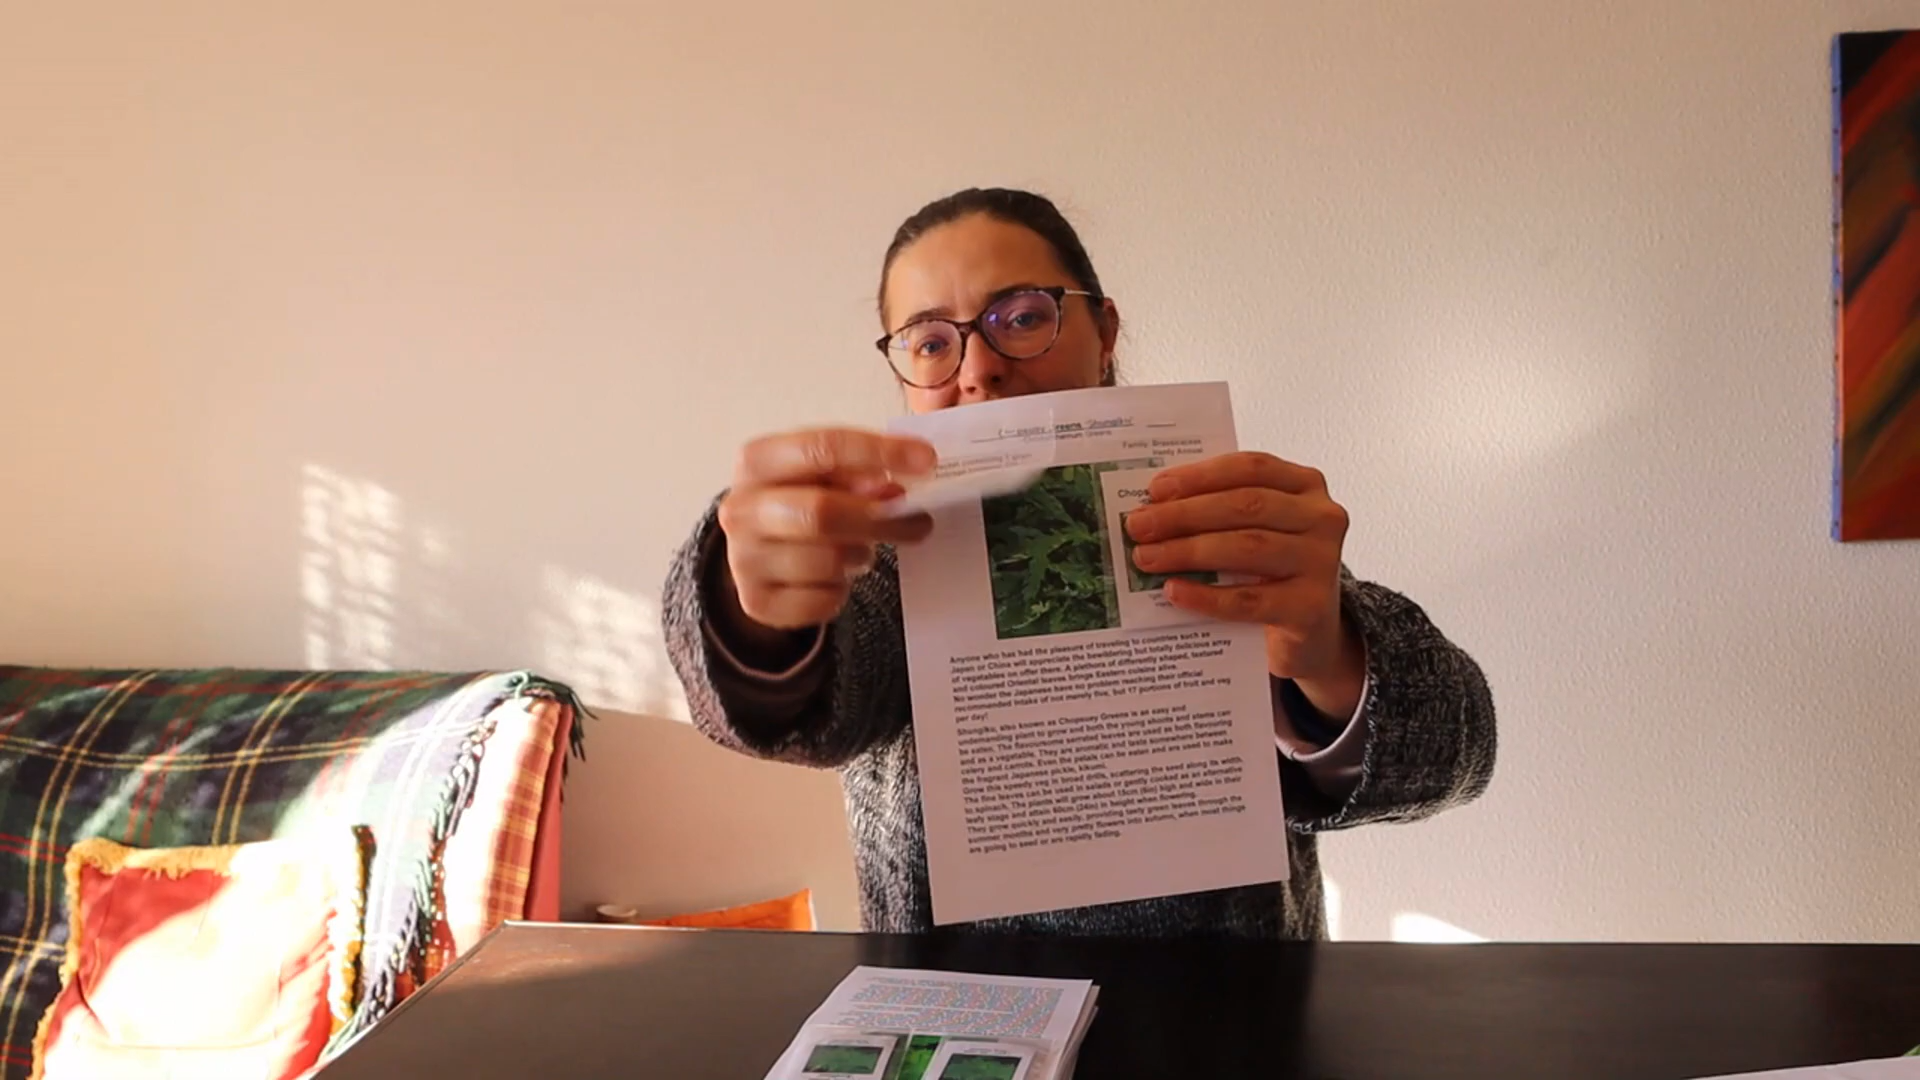 Greens 'Shungiku'
Chrysanthemum Greens
Family: Brassicaceae
Hardy Annual
Packet containing 1 gram
Chops
Anyone who has had the pleasure of traveling to countries such as
Japan or China will appreciate the bewildering but totally delicious array
of vegetables on offer there. A plethora of differently shaped, textured
and coloured Oriental leaves brings Eastern cuisine alive.
No wonder the Japanese have no problem reaching their official
recommended intake of not merely five, but 17 portions of fruit and veg
per day!
Shungiku, also known as Chopsuey Greens is an easy and
undemanding plant to grow and both the young shoots and stems can
be eaten. The flavoursome serrated leaves are used as both flavouring
and as a vegetable. They are aromatic and taste somewhere between
celery and carrots. Even the petals can be eaten and are used to make
the fragrant Japanese pickle, kikumi.
Grow this speedy veg in broad drills, scattering the seed along its width.
The fine leaves can be used in salads or gently cooked as an alternative
to spinach. The plants will grow about 15cm (6in) high and wide in their
leafy stage and attain 60cm (24in) in height when flowering.
They grow quickly and easily, providing tasty green leaves through the
summer months and very pretty flowers into autumn, when most things
are going to seed or are rapidly fading.